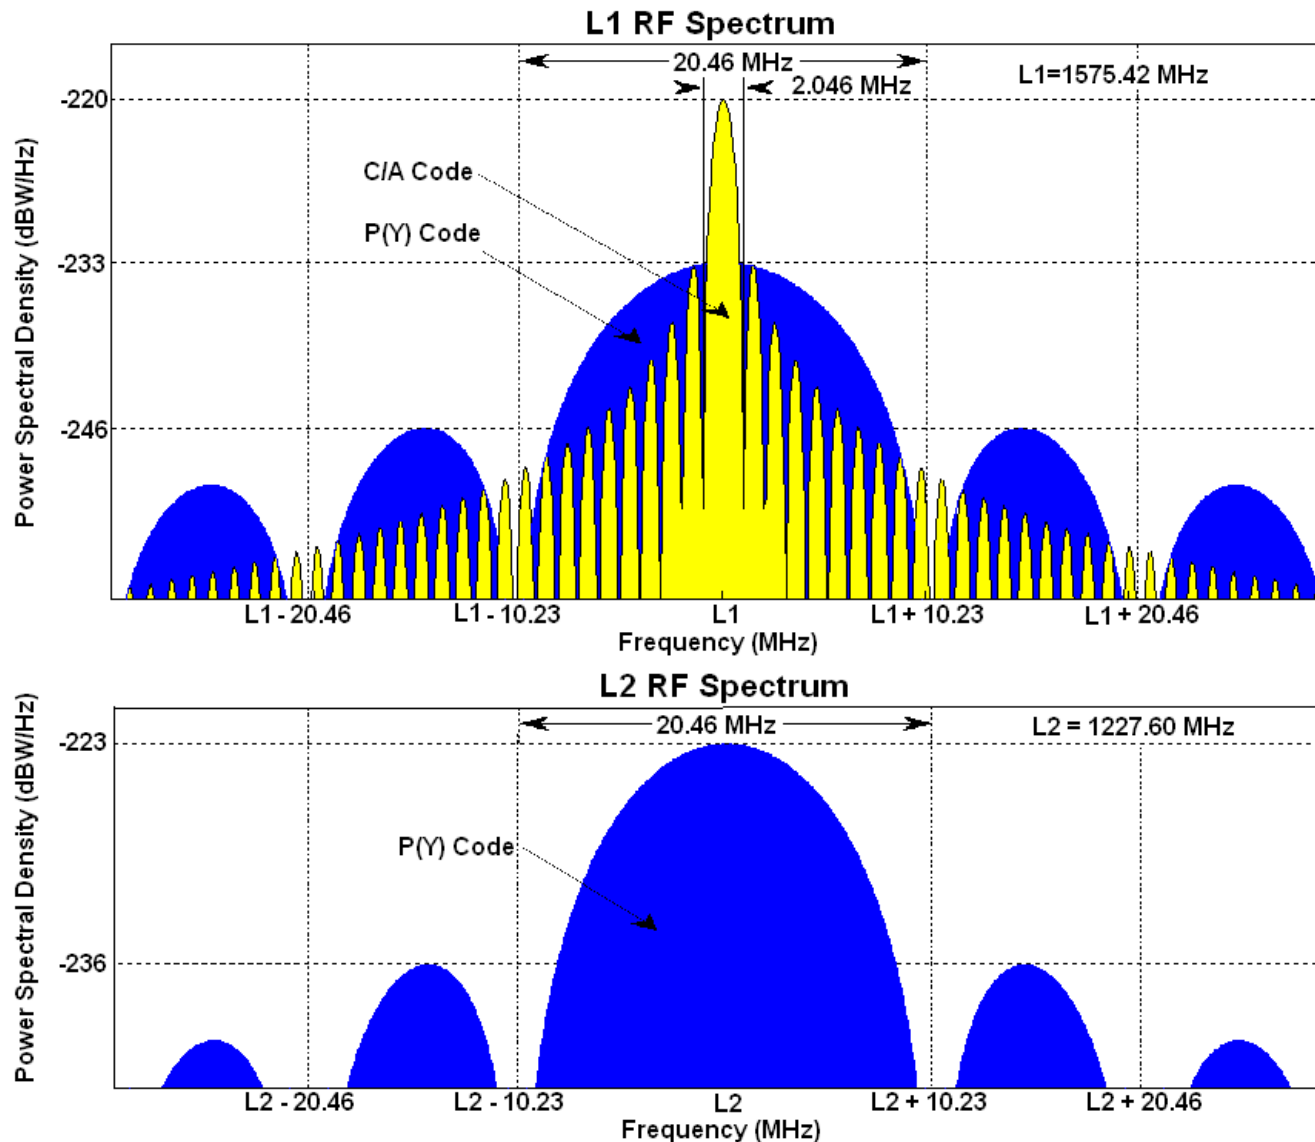 L1 RF Spectrum
20.46 MHz
L1=1575.42 MHz
2.046 MHz
-220
C/A Code
P(Y) Code
-233
-246
Power Spectral Density (dBW/Hz)
L1 - 20.46
L1 - 10.23
L1
L1 + 10.23
L1 + 20.46
Frequency (MHz)
L2 RF Spectrum
20.46 MHz
L2 = 1227.60 MHz
-223
P(Y) Code
-236
Power Spectral Density (dBW/Hz)
L2 - 20.46
L2 - 10.23
L2
L2 + 10.23
L2 + 20.46
Frequency (MHz)